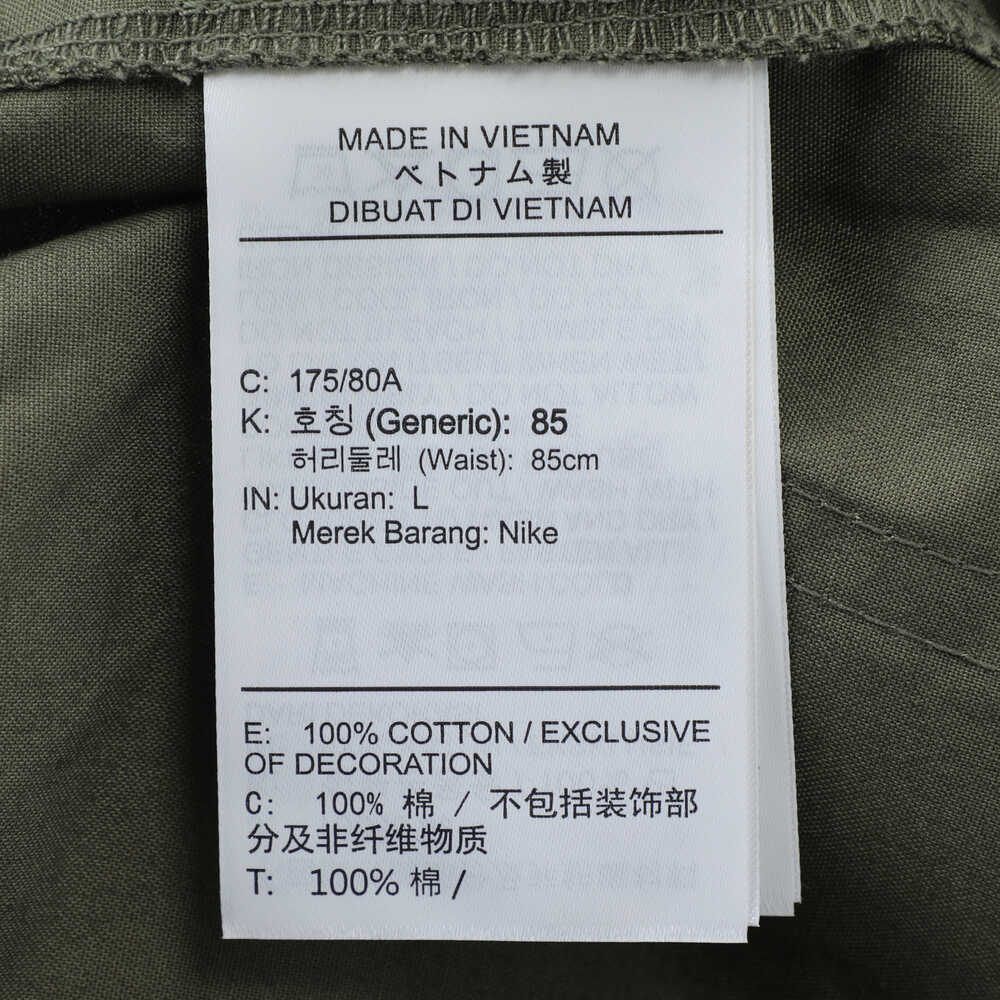 MADE IN VIETNAM
ベトナム製
DIBUAT DI VIETNAM
C: 175/80A
K: 호칭 (Generic): 85
허리둘레 (Waist): 85cm
IN: Ukuran: L
Merek Barang: Nike
E: 100% COTTON / EXCLUSIVE
OF DECORATION
C: 100% 棉 / 不包括装饰部
分及非纤维物质
T: 100% 棉 /